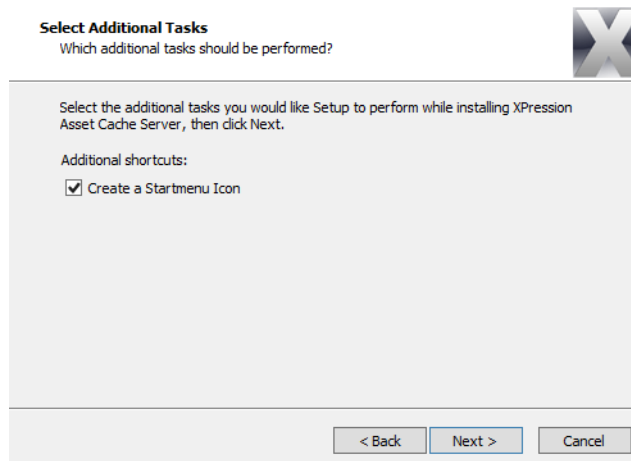 Select Additional Tasks
Which additional tasks should be performed?
X
Select the additional tasks you would like Setup to perform while installing XPression
Asset Cache Server, then click Next.
Additional shortcuts:
Create a Startmenu Icon
< Back Next > Cancel